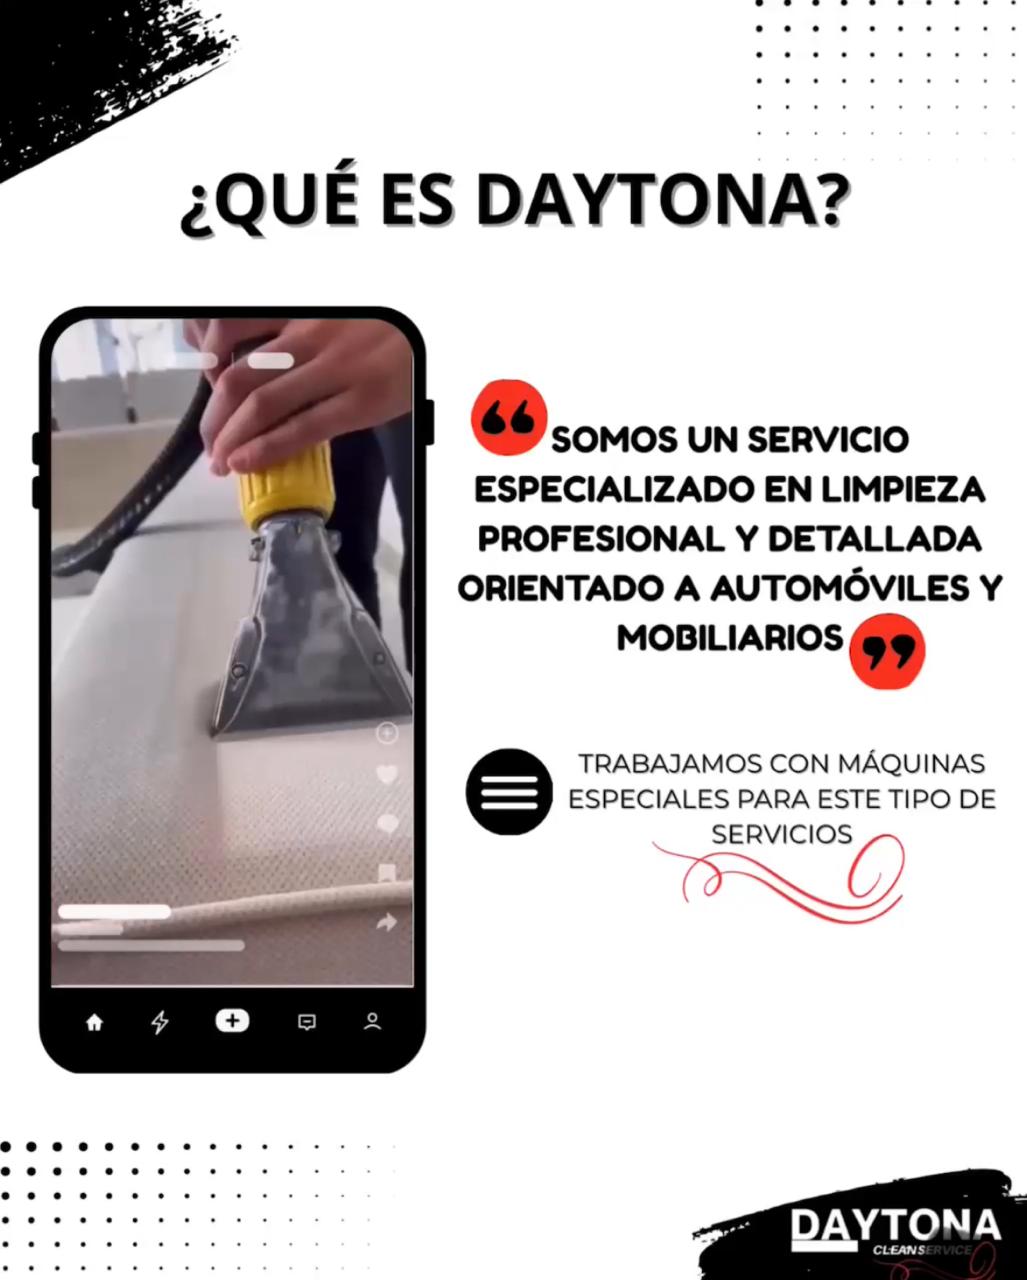 ¿QUÉ ES DAYTONA?
SOMOS UN SERVICIO
ESPECIALIZADO EN LIMPIEZA
PROFESIONAL Y DETALLADA
ORIENTADO A AUTOMÓVILES Y
MOBILIARIOS
TRABAJAMOS CON MÁQUINAS
ESPECIALES PARA ESTE TIPO DE
SERVICIOS
DAYTONA
CLEAN SERVICE